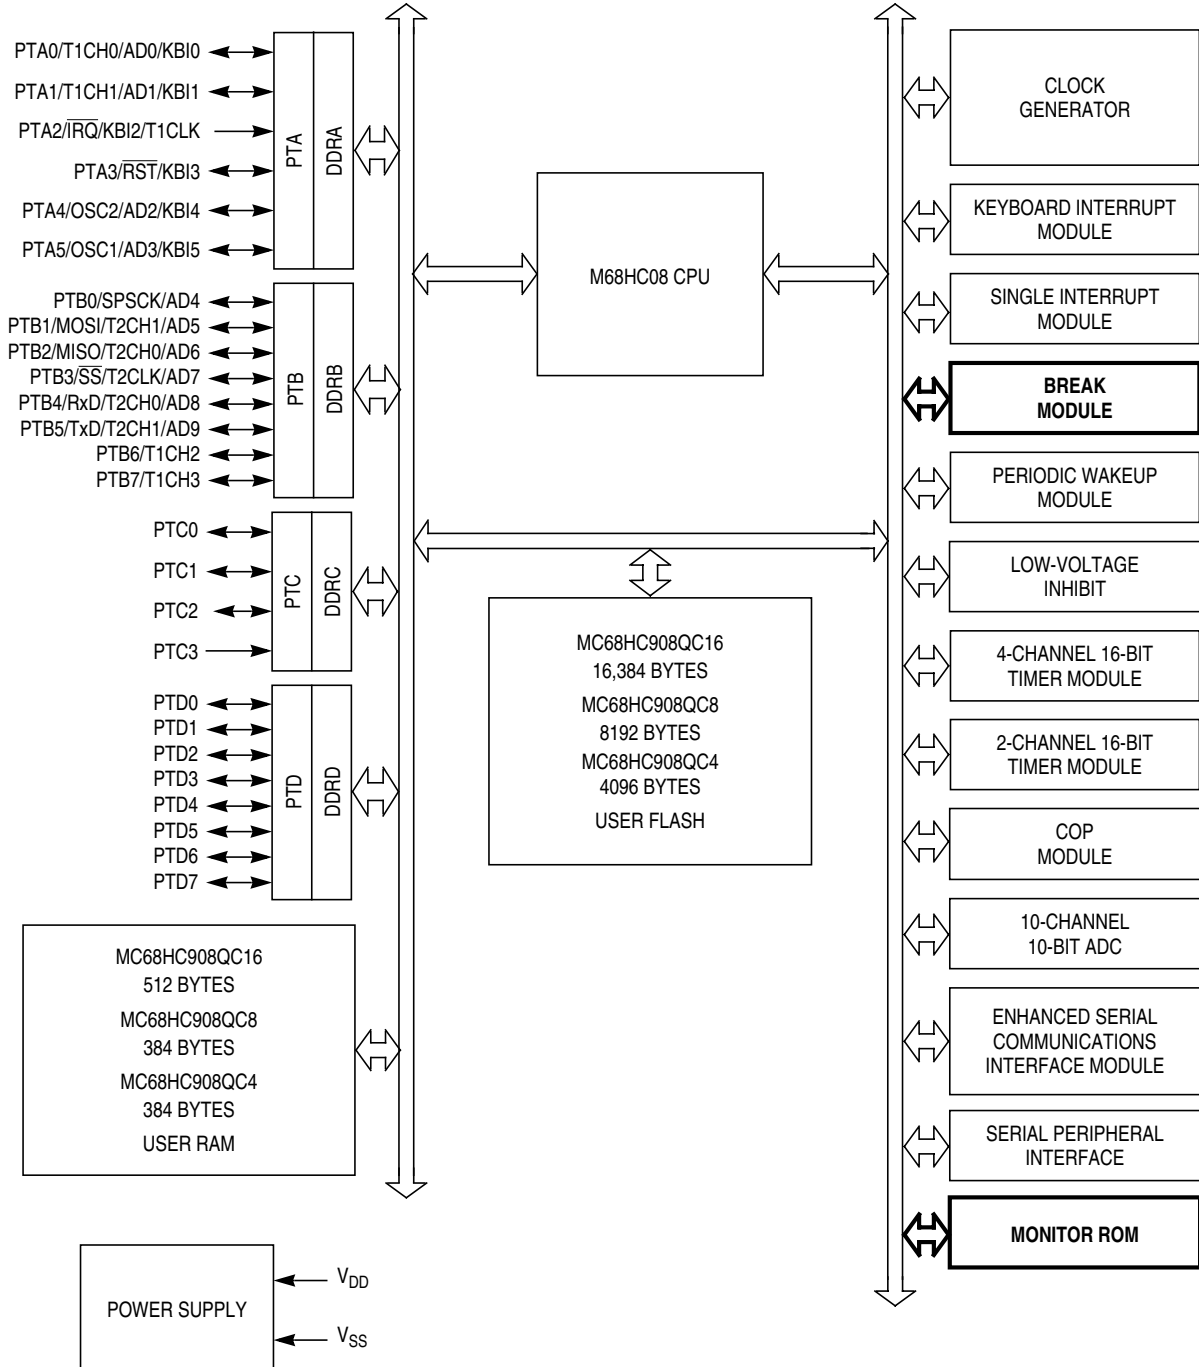 PTA0/T1CH0/AD0/KBI0
PTA1/T1CH1/AD1/KBI1
PTA2/IRQ/KBI2/T1CLK
PTA3/RST/KBI3
PTA4/OSC2/AD2/KBI4
PTA5/OSC1/AD3/KBI5
PTA
DDRA
PTB0/SPSCK/AD4
PTB1/MOSI/T2CH1/AD5
PTB2/MISO/T2CH0/AD6
PTB3/SS/T2CLK/AD7
PTB4/RxD/T2CH0/AD8
PTB5/TxD/T2CH1/AD9
PTB6/T1CH2
PTB7/T1CH3
PTB
DDRB
PTC0
PTC1
PTC2
PTC3
PTC
DDRC
PTD0
PTD1
PTD2
PTD3
PTD4
PTD5
PTD6
PTD7
PTD
DDRD
MC68HC908QC16
512 BYTES
MC68HC908QC8
384 BYTES
MC68HC908QC4
384 BYTES
USER RAM
POWER SUPPLY
VDD
VSS
M68HC08 CPU
MC68HC908QC16
16,384 BYTES
MC68HC908QC8
8192 BYTES
MC68HC908QC4
4096 BYTES
USER FLASH
CLOCK
GENERATOR
KEYBOARD INTERRUPT
MODULE
SINGLE INTERRUPT
MODULE
BREAK
MODULE
PERIODIC WAKEUP
MODULE
LOW-VOLTAGE
INHIBIT
4-CHANNEL 16-BIT
TIMER MODULE
2-CHANNEL 16-BIT
TIMER MODULE
COP
MODULE
10-CHANNEL
10-BIT ADC
ENHANCED SERIAL
COMMUNICATIONS
INTERFACE MODULE
SERIAL PERIPHERAL
INTERFACE
MONITOR ROM